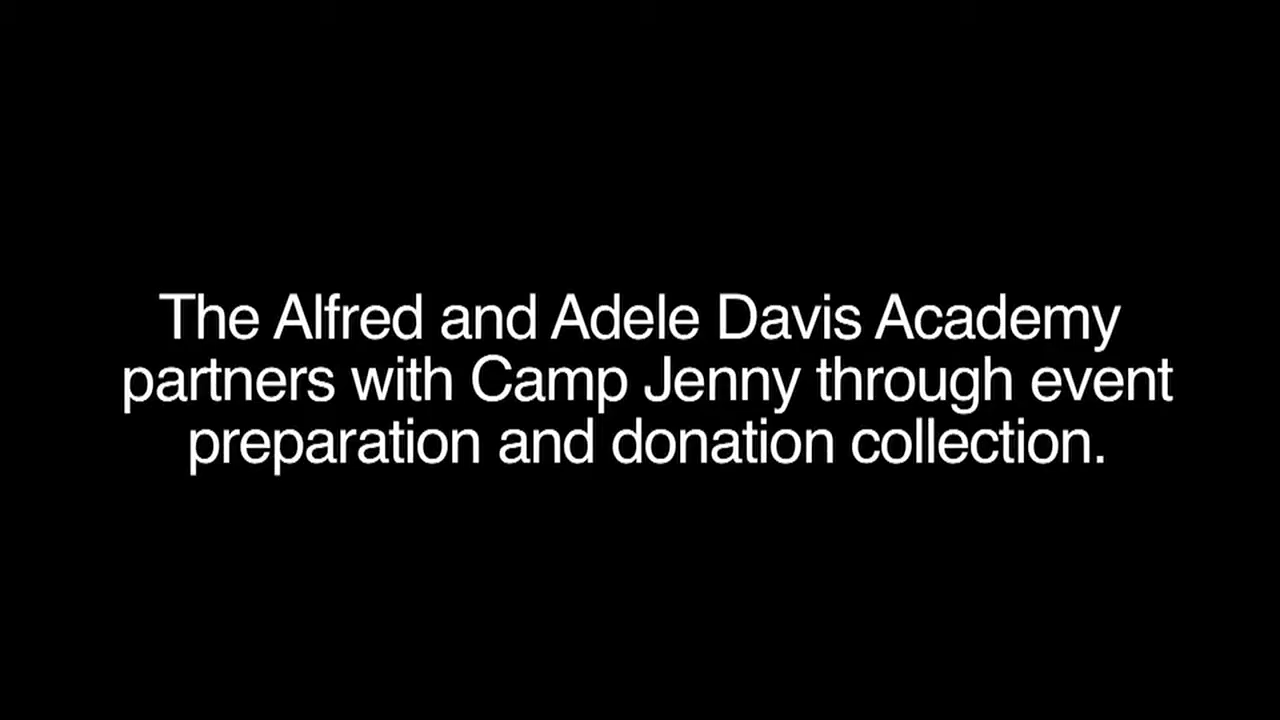 The Alfred and Adele Davis Academy
partners with Camp Jenny through event
preparation and donation collection.